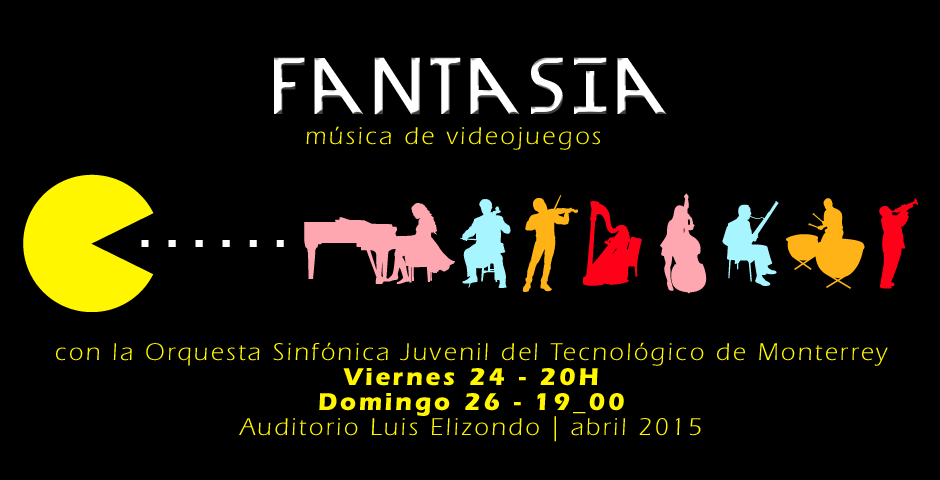 FANTASIA
música de videojuegos
con la Orquesta Sinfónica Juvenil del Tecnológico de Monterrey
Viernes 24 - 20H
Domingo 26 - 19_00
Auditorio Luis Elizondo | abril 2015